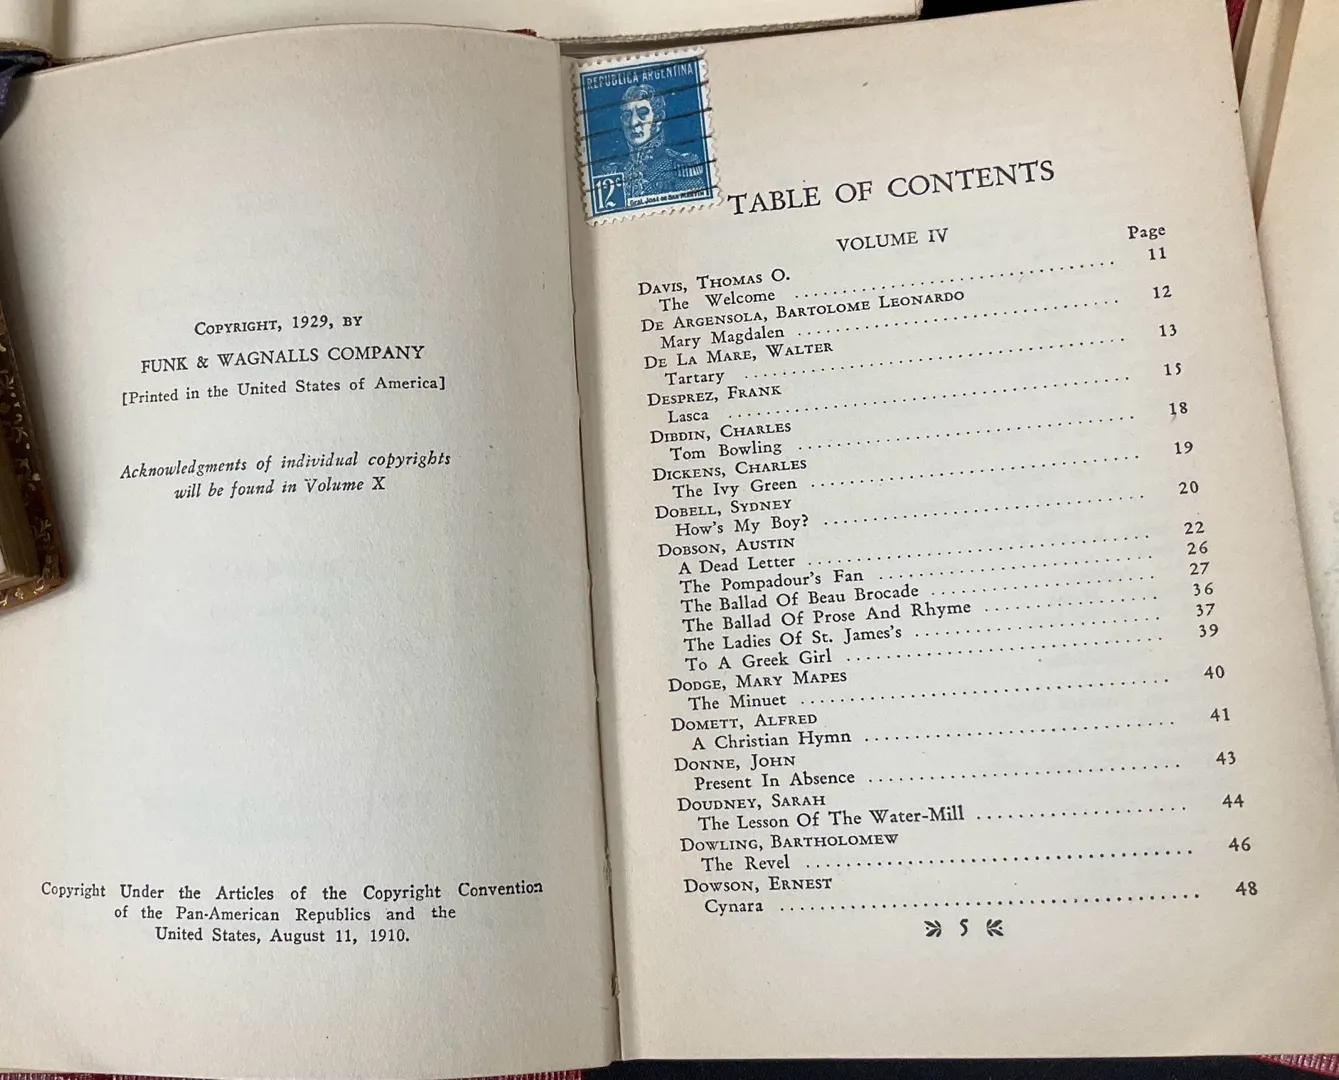 COPYRIGHT, 1929, BY
FUNK & WAGNALLS COMPANY
[Printed in the United States of America]
Acknowledgments of individual copyrights
will be found in Volume X
Copyright Under the Articles of the Copyright Convention
of the Pan-American Republics and the
United States, August 11, 1910.
REPUBLICA ARGENTINA
12c
GRAL. JOSE DE SAN MARTIN
TABLE OF CONTENTS
VOLUME IV
Page
DAVIS, THOMAS O.
The Welcome 11
DE ARGENSOLA, BARTOLOME LEONARDO
Mary Magdalen 12
DE LA MARE, WALTER
Tartary 13
DESPREZ, FRANK
Lasca 15
DIBDIN, CHARLES
Tom Bowling 18
DICKENS, CHARLES
The Ivy Green 19
DOBELL, SYDNEY
How's My Boy? 20
DOBSON, AUSTIN
A Dead Letter 22
The Pompadour's Fan 26
The Ballad Of Beau Brocade 27
The Ballad Of Prose And Rhyme 36
The Ladies Of St. James's 37
To A Greek Girl 39
DODGE, MARY MAPES
The Minuet 40
DOMETT, ALFRED
A Christian Hymn 41
DONNE, JOHN
Present In Absence 43
DOUDNEY, SARAH
The Lesson Of The Water-Mill 44
DOWLING, BARTHOLOMEW
The Revel 46
DOWSON, ERNEST
Cynara 48
5